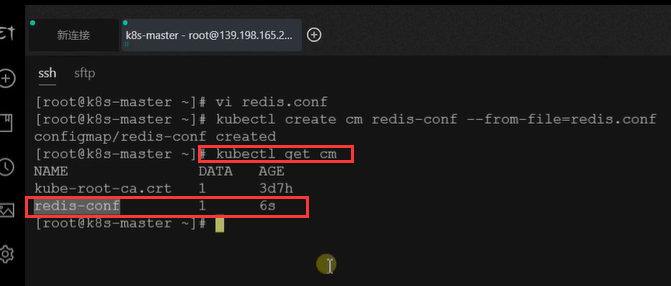 新连接
k8s-master - root@139.198.165.2...
ssh sftp
[root@k8s-master ~]# vi redis.conf
[root@k8s-master ~]# kubectl create cm redis-conf --from-file=redis.conf
configmap/redis-conf created
[root@k8s-master ~]# kubectl get cm
NAME DATA AGE
kube-root-ca.crt 1 3d7h
redis-conf 1 6s
[root@k8s-master ~]#